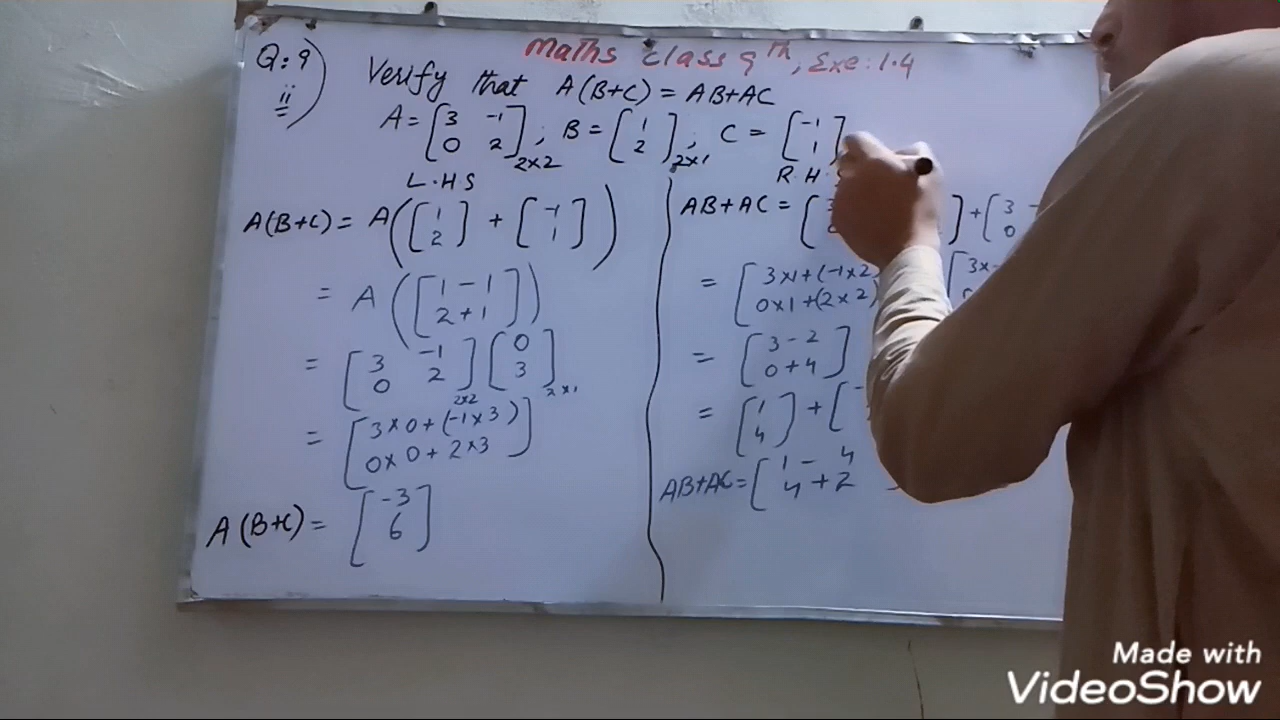 Maths class 9th, Exe: 1.4
Q:9 Verify that A(B+C) = AB+AC
ii) A = [3 -1; 0 2]2x2; B = [1; 2]2x1; C = [-1; 1]
L.H.S
A(B+C) = A([1; 2] + [-1; 1])
= A([1-1; 2+1])
= [3 -1; 0 2]2x2 [0; 3]2x1
= [3x0+(-1x3); 0x0+2x3]
A(B+C) = [-3; 6]
R.H
AB+AC = [3 ] + [3 -; 0
= [3x1+(-1x2; 0x1+(2x2) [3x-
= [3-2; 0+4]
= [1; 4] + [-
AB+AC = [1-4; 4+2
Made with
VideoShow